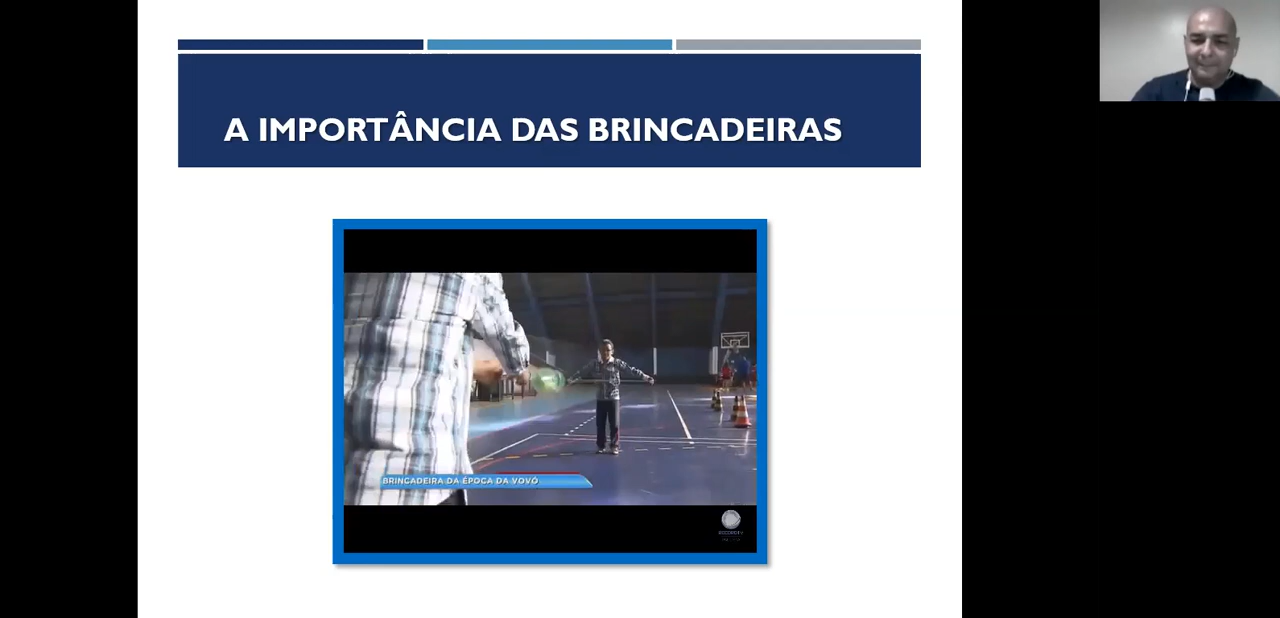 A IMPORTÂNCIA DAS BRINCADEIRAS
BRINCADEIRA DA ÉPOCA DA VOVÓ